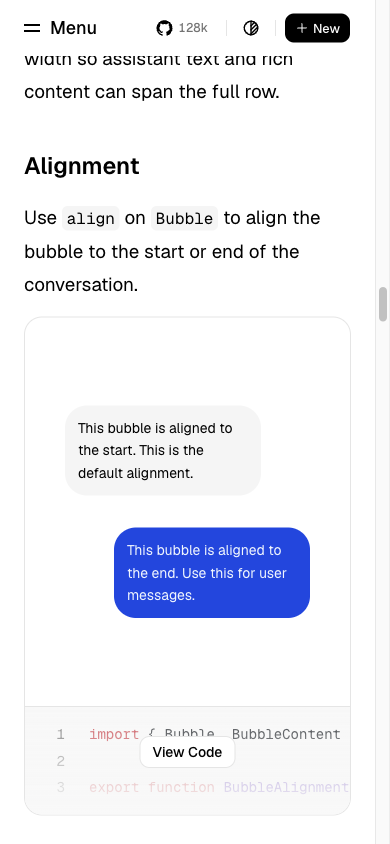 Menu
128k
New
width so assistant text and rich
content can span the full row.
Alignment
Use align on Bubble to align the
bubble to the start or end of the
conversation.
This bubble is aligned to
the start. This is the
default alignment.
This bubble is aligned to
the end. Use this for user
messages.
1 import { Bubble, BubbleContent
View Code
2
3 export function BubbleAlignment